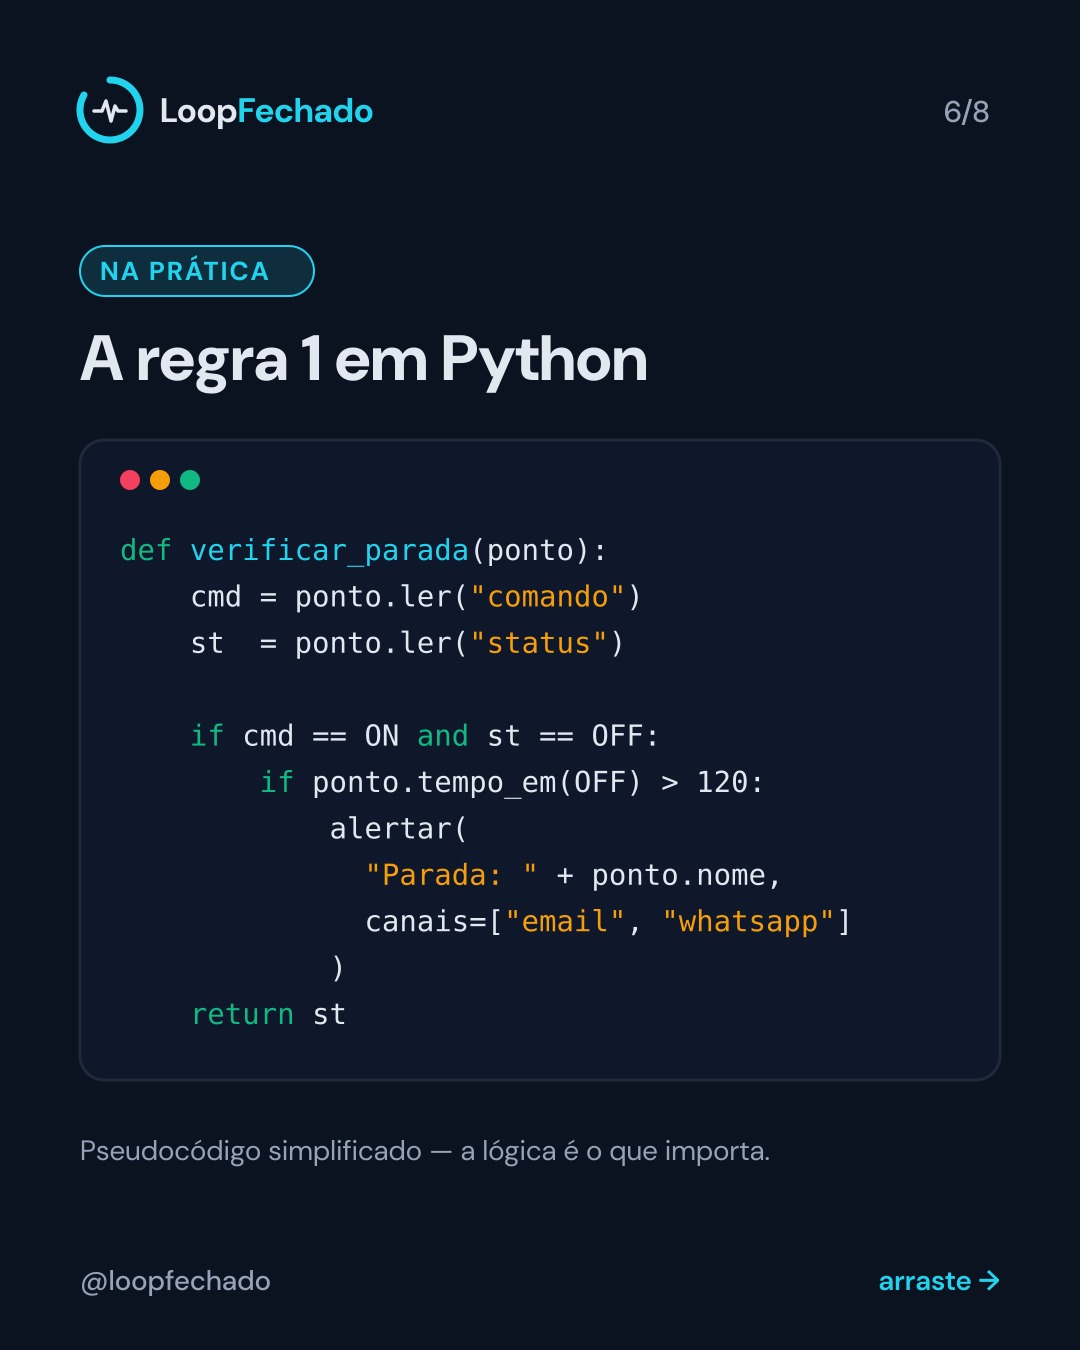 LoopFechado
6/8
NA PRÁTICA
A regra 1 em Python
def verificar_parada(ponto):
    cmd = ponto.ler("comando")
    st  = ponto.ler("status")

    if cmd == ON and st == OFF:
        if ponto.tempo_em(OFF) > 120:
            alertar(
              "Parada: " + ponto.nome,
              canais=["email", "whatsapp"]
            )
    return st
Pseudocódigo simplificado — a lógica é o que importa.
@loopfechado
arraste →